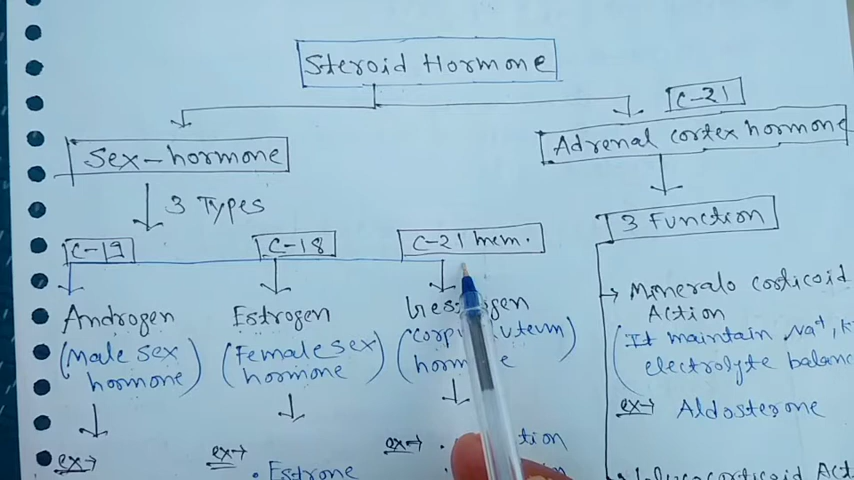 Steroid Hormone
C-21
Adrenal cortex hormone
Sex-hormone
3 Types
3 Function
C-19
C-18
C-21 mem.
Mineralo corticoid
Action
(It maintain Na+,
electrolyte balan
ex→ Aldosterone
Androgen
(Male sex
hormone)
Estrogen
(Female sex
hormone)
ex→
ex→
• Estrone
ex→